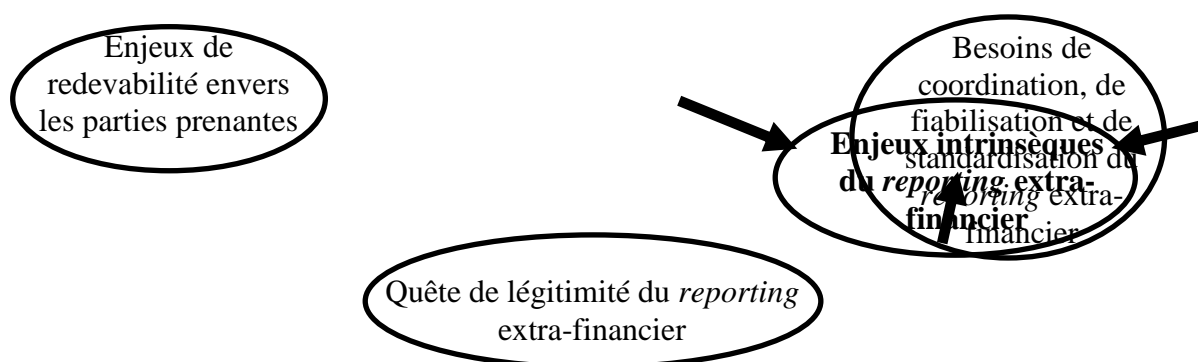 Enjeux de
redevabilité envers
les parties prenantes
Besoins de
coordination, de
fiabilisation et de
standardisation du
reporting extra-
financier
Enjeux intrinsèques
du reporting extra-
financier
Quête de légitimité du reporting
extra-financier